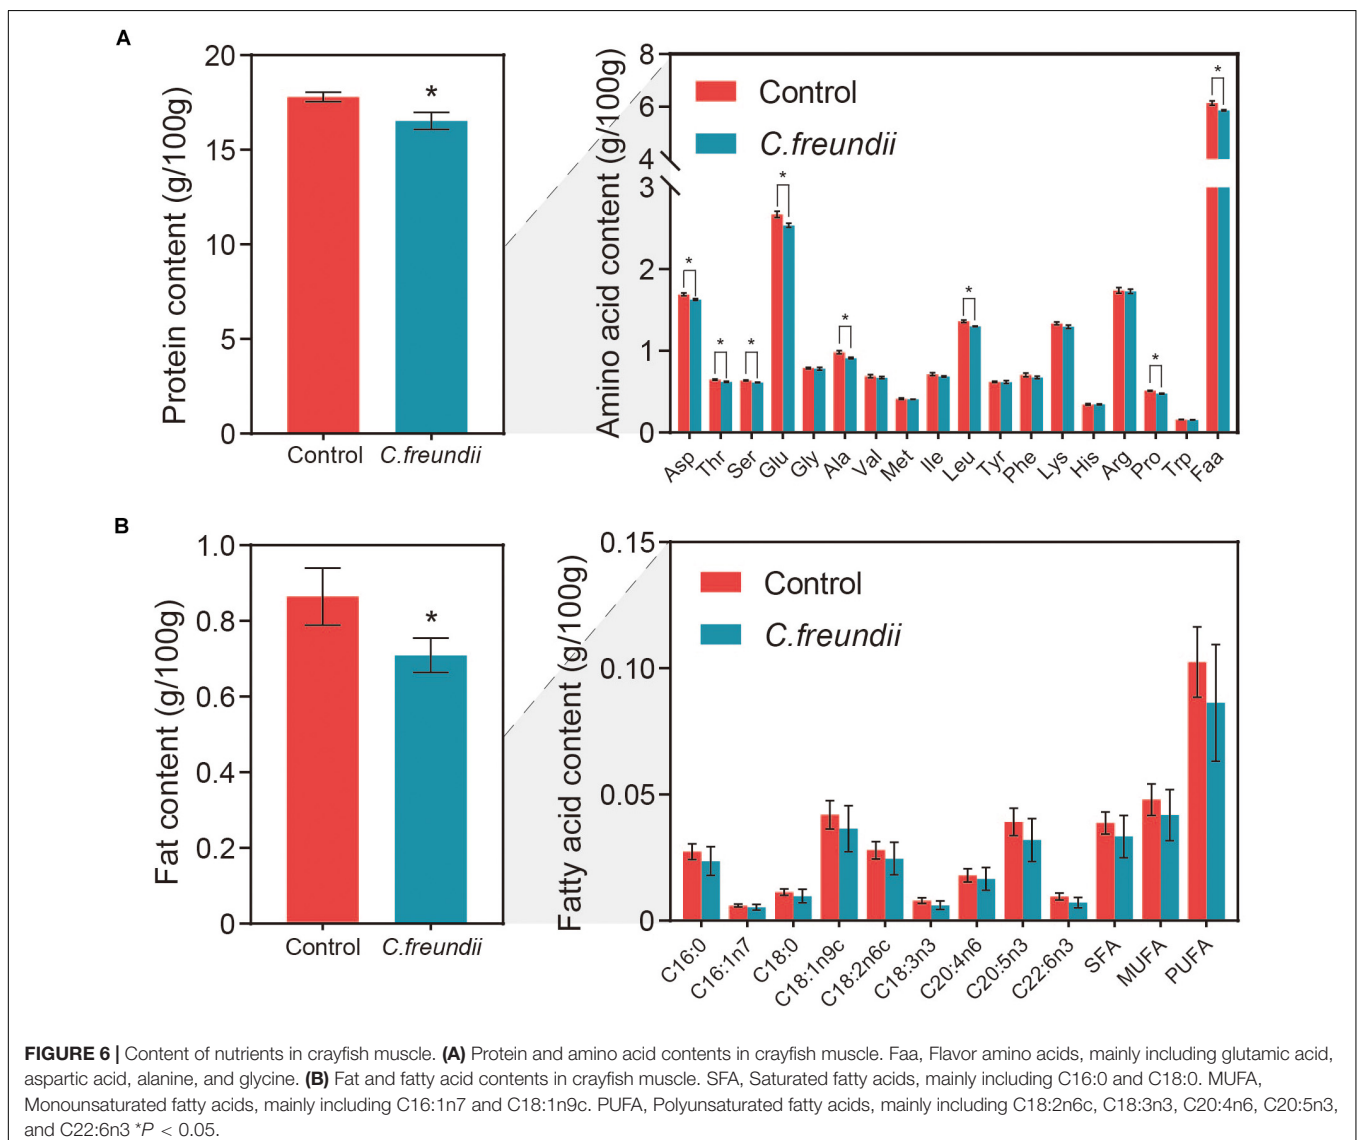 A
Protein content (g/100g)
20
15
10
5
0
Control C.freundii
Amino acid content (g/100g)
8
6
4
3
2
1
0
Control
C.freundii
*
* * * * * * * * *
Asp Thr Ser Glu Gly Ala Val Met Ile Leu Tyr Phe Lys His Arg Pro Trp Faa
B
Fat content (g/100g)
1.0
0.8
0.6
0.4
0.2
0
Control C.freundii
*
Fatty acid content (g/100g)
0.15
0.10
0.05
0
Control
C.freundii
C16:0 C16:1n7 C18:0 C18:1n9c C18:2n6c C18:3n3 C20:4n6 C20:5n3 C22:6n3 SFA MUFA PUFA
FIGURE 6 | Content of nutrients in crayfish muscle. (A) Protein and amino acid contents in crayfish muscle. Faa, Flavor amino acids, mainly including glutamic acid,
aspartic acid, alanine, and glycine. (B) Fat and fatty acid contents in crayfish muscle. SFA, Saturated fatty acids, mainly including C16:0 and C18:0. MUFA,
Monounsaturated fatty acids, mainly including C16:1n7 and C18:1n9c. PUFA, Polyunsaturated fatty acids, mainly including C18:2n6c, C18:3n3, C20:4n6, C20:5n3,
and C22:6n3 *P < 0.05.